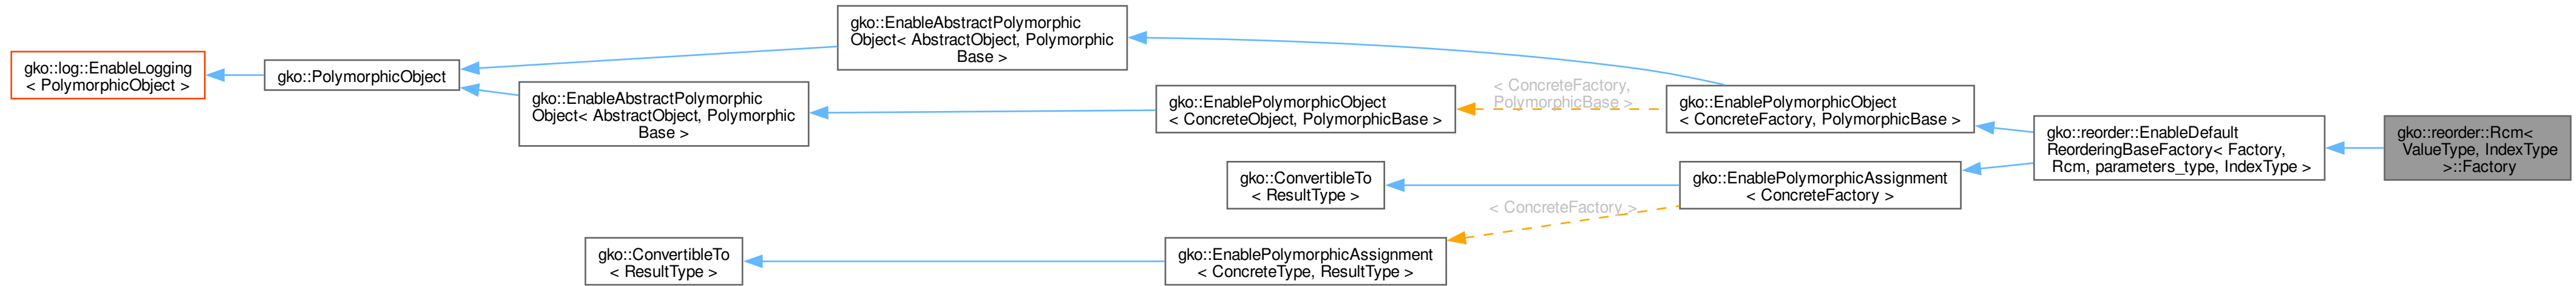 gko::EnableAbstractPolymorphic
Object< AbstractObject, Polymorphic
Base >
gko::log::EnableLogging
< PolymorphicObject >
gko::PolymorphicObject
gko::EnableAbstractPolymorphic
Object< AbstractObject, Polymorphic
Base >
gko::EnablePolymorphicObject
< ConcreteObject, PolymorphicBase >
< ConcreteFactory,
PolymorphicBase >
gko::EnablePolymorphicObject
< ConcreteFactory, PolymorphicBase >
gko::reorder::EnableDefault
ReorderingBaseFactory< Factory,
Rcm, parameters_type, IndexType >
gko::reorder::Rcm<
ValueType, IndexType
>::Factory
gko::ConvertibleTo
< ResultType >
gko::EnablePolymorphicAssignment
< ConcreteFactory >
< ConcreteFactory >
gko::ConvertibleTo
< ResultType >
gko::EnablePolymorphicAssignment
< ConcreteType, ResultType >